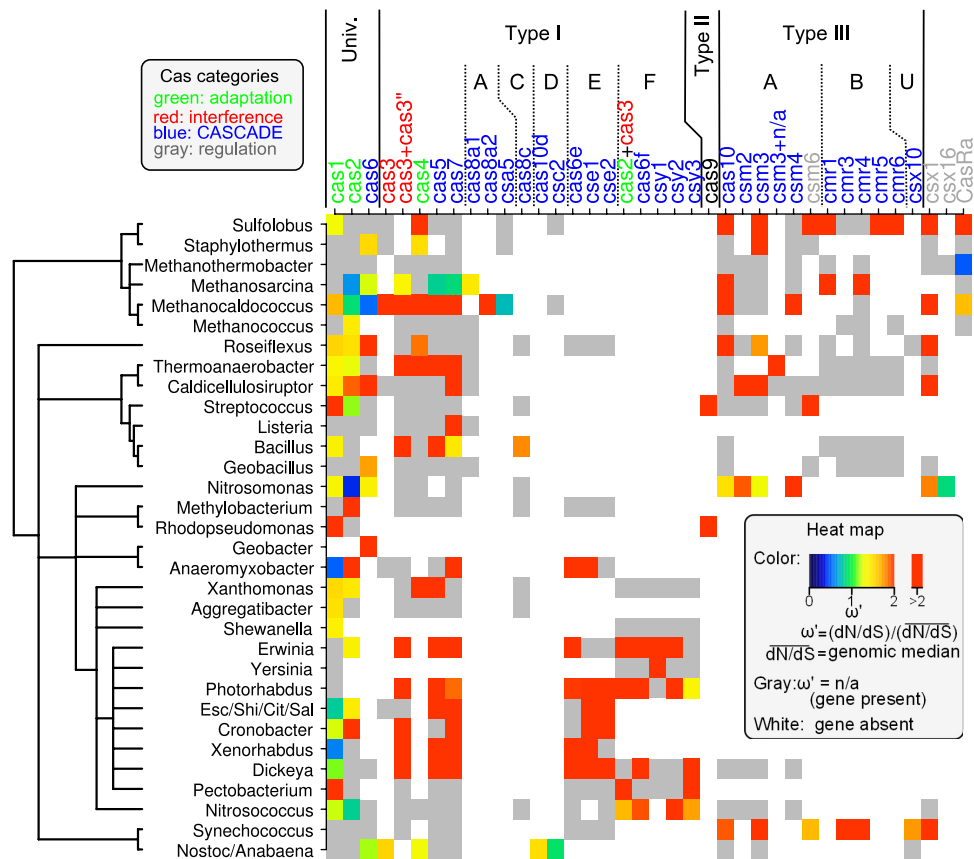 Univ.
Type I
Type II
Type III
A
C
D
E
F
A
B
U
Cas categories
green: adaptation
red: interference
blue: CASCADE
gray: regulation
cas1
cas2
cas6
cas3
cas3+cas3"
cas4
cas5
cas7
cas8a1
cas8a2
csa5
cas8c
cas10d
csc2
cas6e
cse1
cse2
cas2+cas3
cas6f
csy1
csy2
csy3
cas9
cas10
csm2
csm3
csm3+n/a
csm4
csm6
cmr1
cmr3
cmr4
cmr5
cmr6
csx10
csx1
csx16
CasRa
Sulfolobus
Staphylothermus
Methanothermobacter
Methanosarcina
Methanocaldococcus
Methanococcus
Roseiflexus
Thermoanaerobacter
Caldicellulosiruptor
Streptococcus
Listeria
Bacillus
Geobacillus
Nitrosomonas
Methylobacterium
Rhodopseudomonas
Geobacter
Anaeromyxobacter
Xanthomonas
Aggregatibacter
Shewanella
Erwinia
Yersinia
Photorhabdus
Esc/Shi/Cit/Sal
Cronobacter
Xenorhabdus
Dickeya
Pectobacterium
Nitrosococcus
Synechococcus
Nostoc/Anabaena
Heat map
Color:
0 1 2 >2
ω'
ω'=(dN/dS)/(dN/dS)
dN/dS=genomic median
Gray:ω' = n/a
(gene present)
White: gene absent